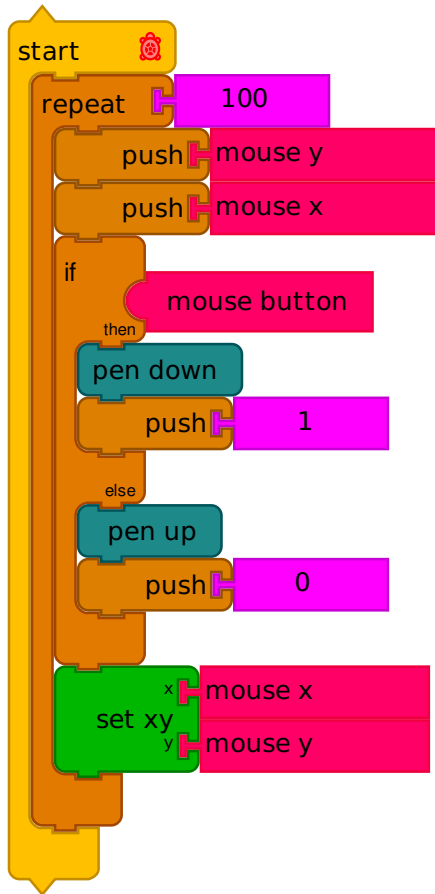 start
repeat 100
push mouse y
push mouse x
if
mouse button
then
pen down
push 1
else
pen up
push 0
x mouse x
set xy
y mouse y